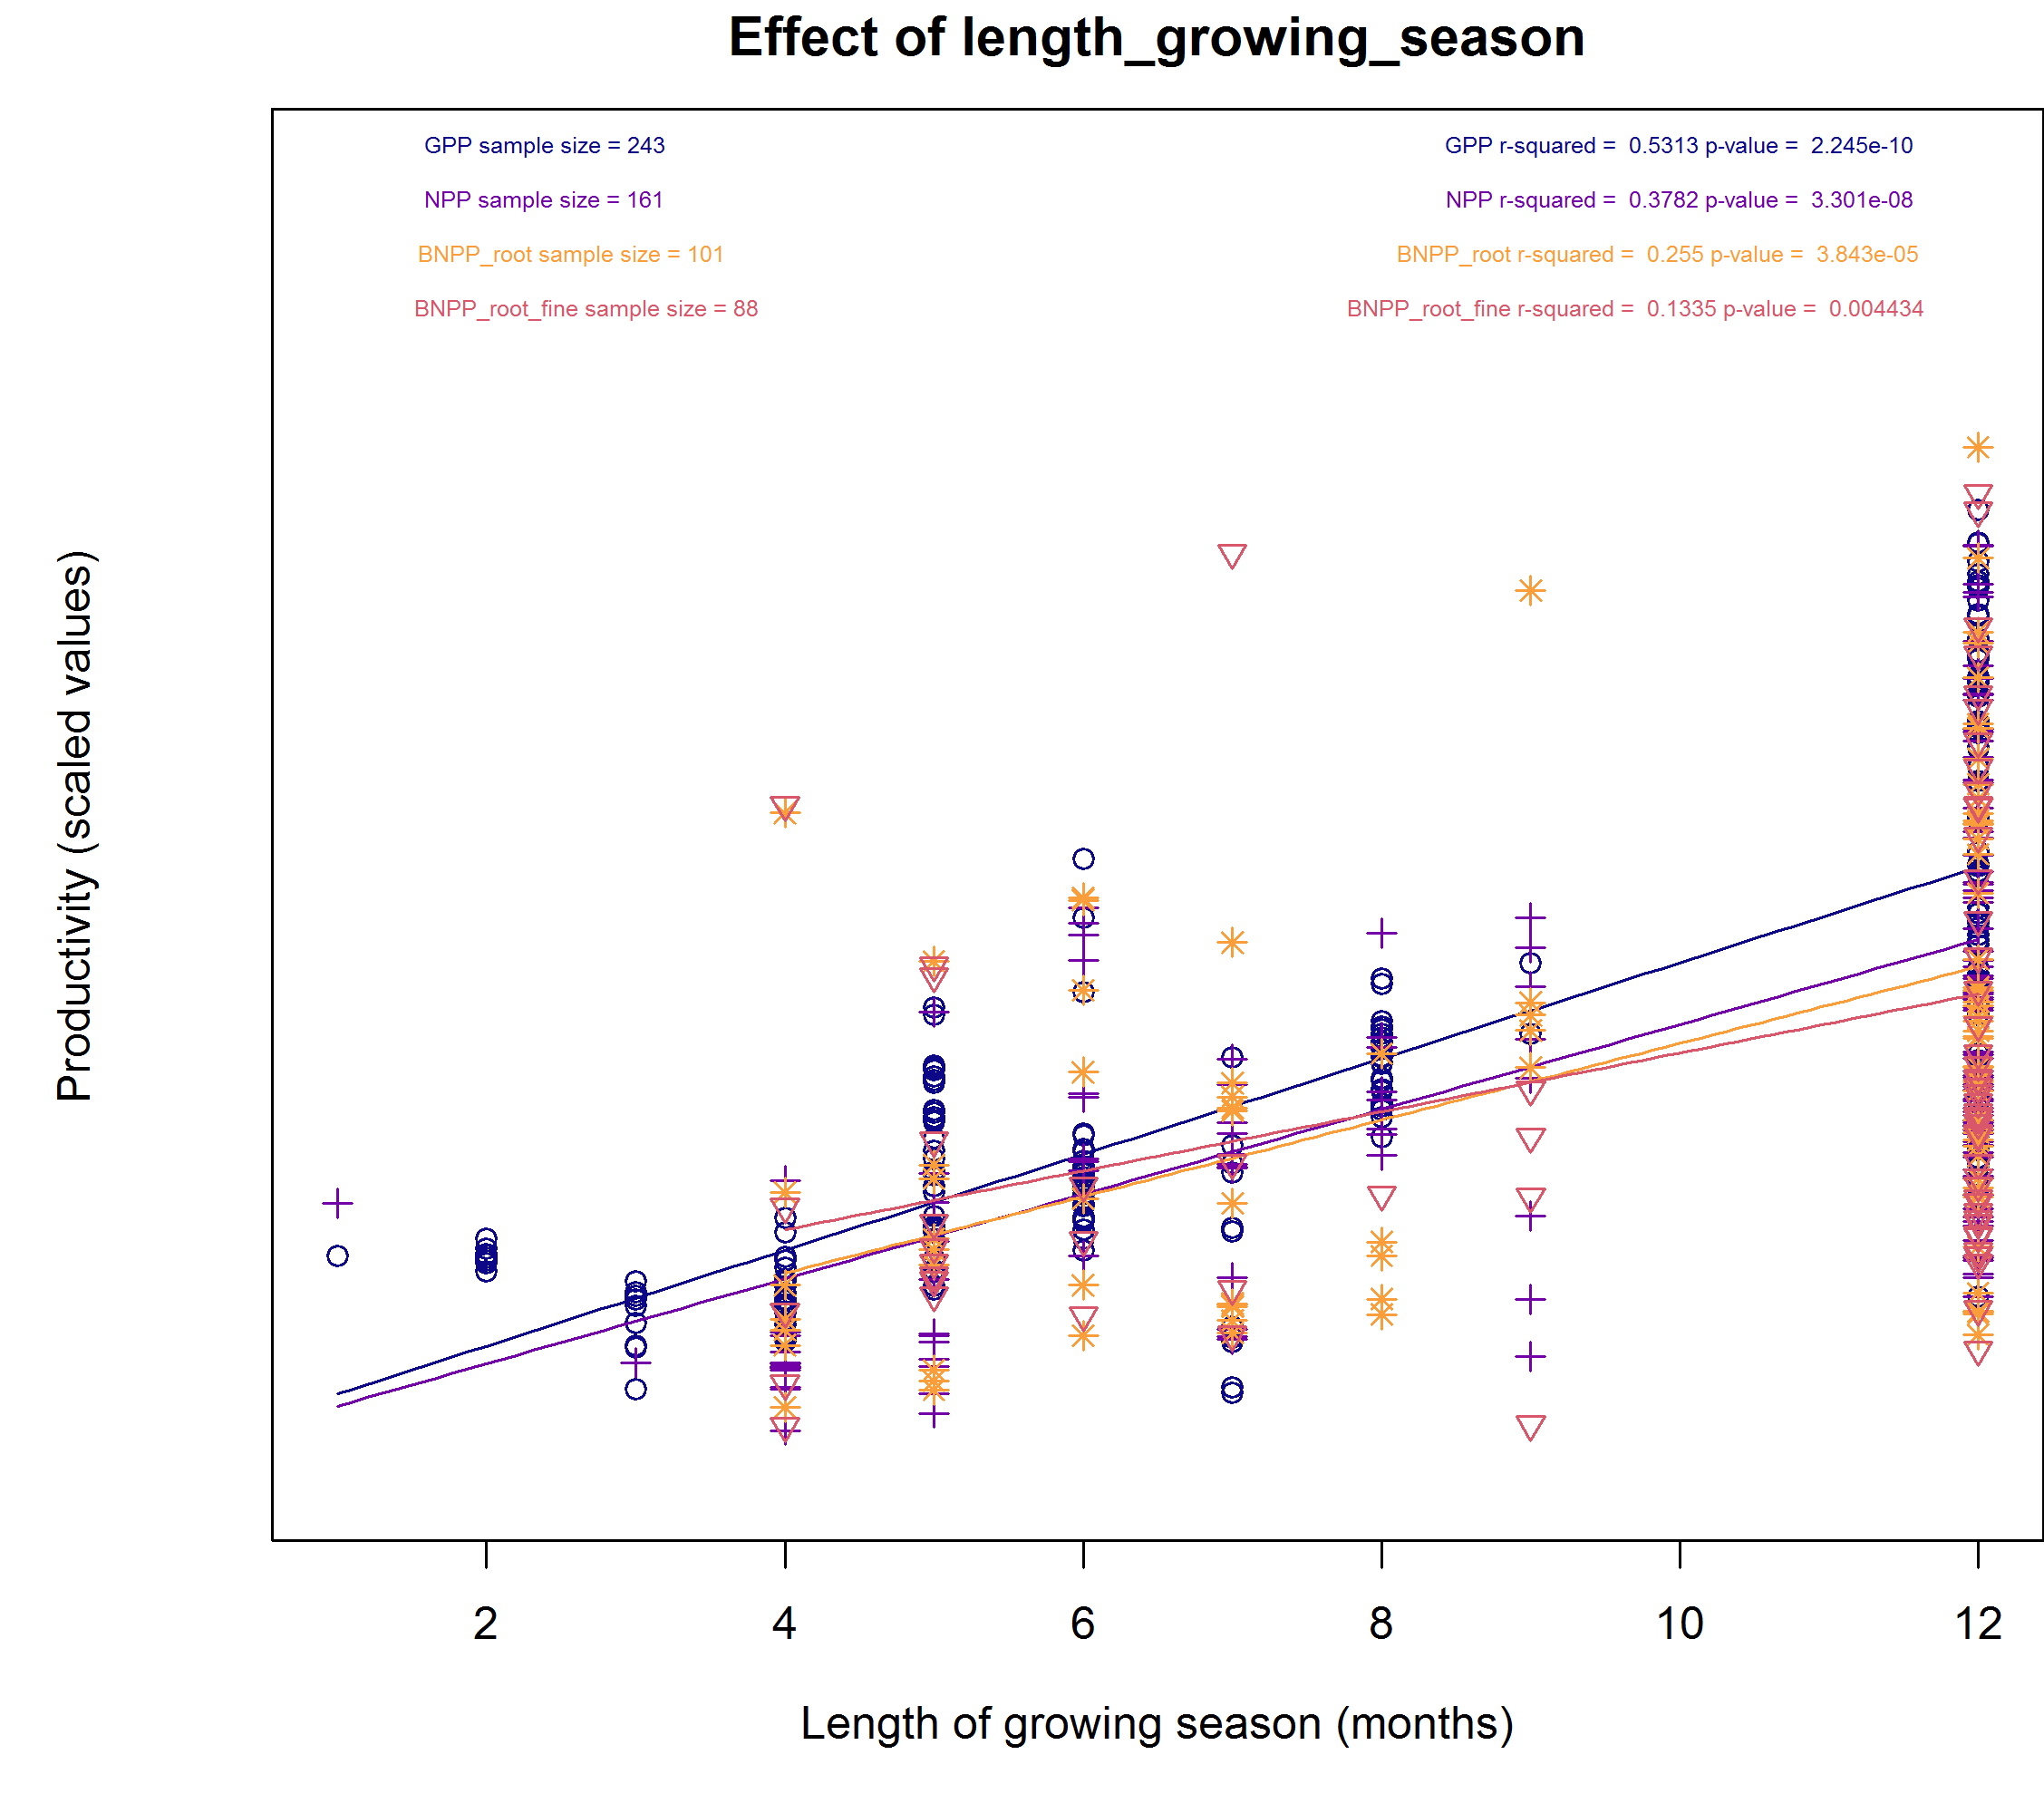 Effect of length_growing_season
GPP sample size = 243
GPP r-squared = 0.5313 p-value = 2.245e-10
NPP sample size = 161
NPP r-squared = 0.3782 p-value = 3.301e-08
BNPP_root sample size = 101
BNPP_root r-squared = 0.255 p-value = 3.843e-05
BNPP_root_fine sample size = 88
BNPP_root_fine r-squared = 0.1335 p-value = 0.004434
Productivity (scaled values)
2 4 6 8 10 12
Length of growing season (months)